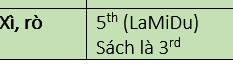 Xì, rò
5th (LaMiDu)
Sách là 3rd